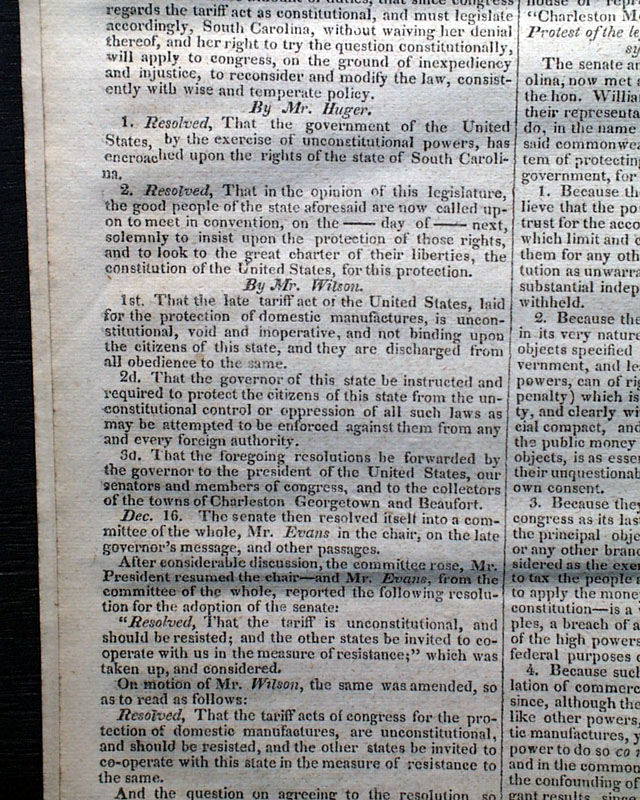 regards the tariff act as constitutional, and must legislate
accordingly, South Carolina, without waiving her denial
thereof, and her right to try the question constitutionally,
will apply to congress, on the ground of inexpediency
and injustice, to reconsider and modify the law, consist-
ently with wise and temperate policy.
By Mr. Huger.
1. Resolved, That the government of the United
States, by the exercise of unconstitutional powers, has
encroached upon the rights of the state of South Caroli-
na.
2. Resolved, That in the opinion of this legislature,
the good people of the state aforesaid are now called up-
on to meet in convention, on the —— day of —— next,
solemnly to insist upon the protection of those rights,
and to look to the great charter of their liberties, the
constitution of the United States, for this protection.
By Mr. Wilson.
1st. That the late tariff act of the United States, laid
for the protection of domestic manufactures, is uncon-
stitutional, void and inoperative, and not binding upon
the citizens of this state, and they are discharged from
all obedience to the same.
2d. That the governor of this state be instructed and
required to protect the citizens of this state from the un-
constitutional control or oppression of all such laws as
may be attempted to be enforced against them from any
and every foreign authority.
3d. That the foregoing resolutions be forwarded by
the governor to the president of the United States, our
senators and members of congress, and to the collectors
of the towns of Charleston Georgetown and Beaufort.
Dec. 16. The senate then resolved itself into a com-
mittee of the whole, Mr. Evans in the chair, on the late
governor's message, and other passages.
After considerable discussion, the committee rose, Mr.
President resumed the chair—and Mr. Evans, from the
committee of the whole, reported the following resolu-
tion for the adoption of the senate:
"Resolved, That the tariff is unconstitutional, and
should be resisted; and the other states be invited to co-
operate with us in the measure of resistance;" which was
taken up, and considered.
On motion of Mr. Wilson, the same was amended, so
as to read as follows:
Resolved, That the tariff acts of congress for the pro-
tection of domestic manufactures, are unconstitutional,
and should be resisted, and the other states be invited to
co-operate with this state in the measure of resistance to
the same.
And the question on agreeing to the resolution, so
"Charleston M
Protest of the le
The senate an
olina, now met a
the hon. Willia
their representa
do, in the name
said commonwea
tem of protecting
government, for
1. Because th
lieve that the po
trust for the acco
which limit and c
them for any oth
tution as unwarra
substantial indep
withheld.
2. Because the
in its very nature
objects specified
vernment, and le
powers, can of ri
penalty) which is
ty, and clearly wi
cial compact, and
the public money
objects, is as esse
their unquestiona
own consent.
3. Because they
congress as its las
the principal obje
or any other bran
sidered as the exer
to tax the people a
to apply the mone
constitution—is a
ples, a breach of a
of the high powers
federal purposes o
4. Because such
lation of commerc
since, although the
like other powers,
tic manufactures, y
power to do so co
and in the common
the confounding of
gant results, since